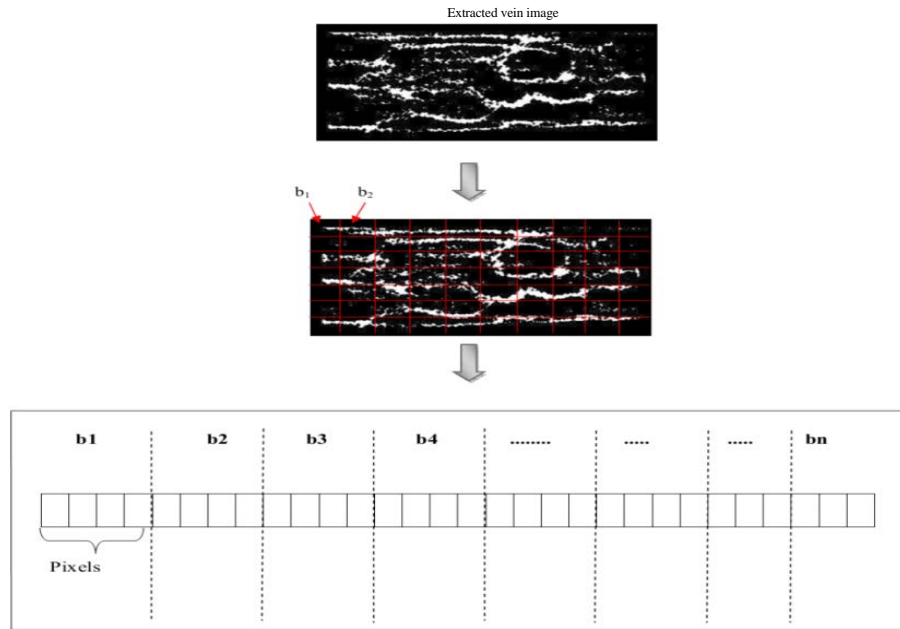 Extracted vein image
b₁ b₂
b1 b2 b3 b4 ........ ..... ..... bn
Pixels